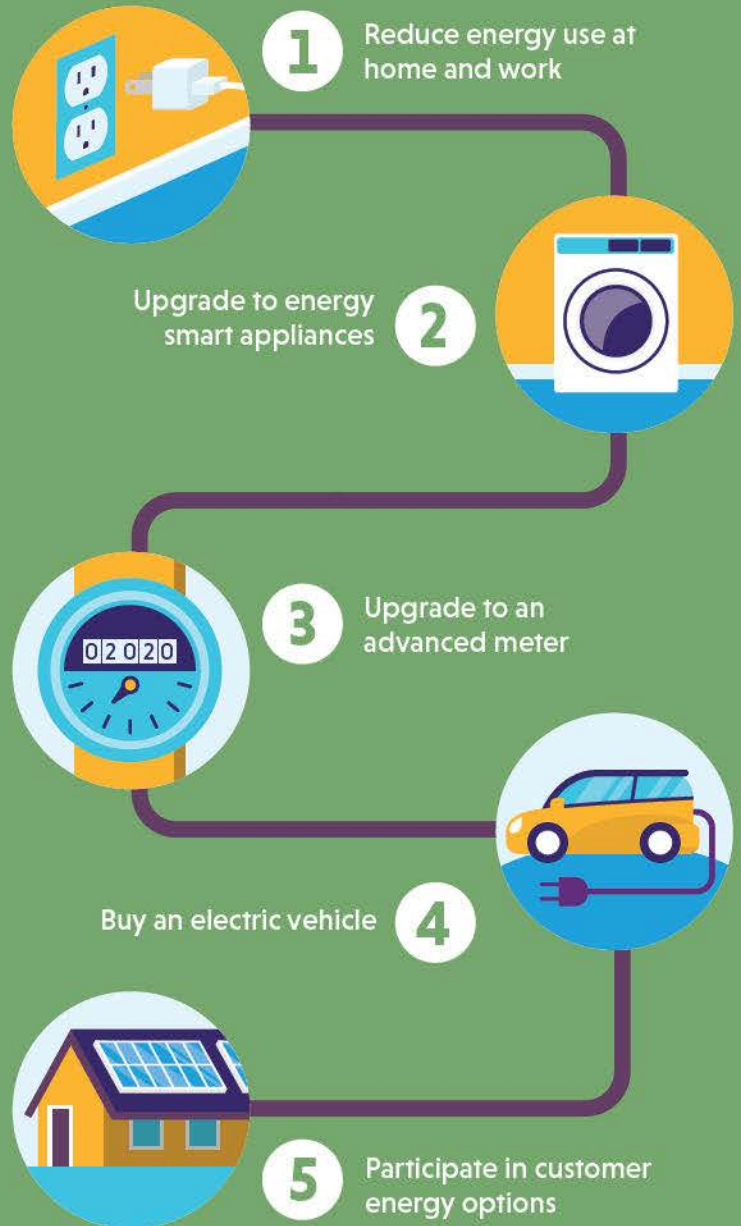 1
Reduce energy use at
home and work
Upgrade to energy
smart appliances
2
02020
3
Upgrade to an
advanced meter
Buy an electric vehicle
4
5
Participate in customer
energy options